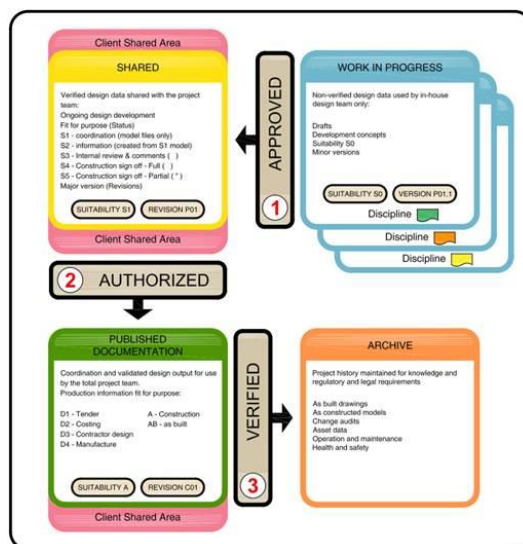 Client Shared Area
SHARED
Verified design data shared with the project
team:
Ongoing design development
Fit for purpose (Status)
S1 - coordination (model files only)
S2 - information (created from S1 model)
S3 - Internal review & comments ( )
S4 - Construction sign off - Full ( )
S5 - Construction sign off - Partial ( * )
Major version (Revisions)
SUITABILITY S1
REVISION P01
Client Shared Area
APPROVED
1
WORK IN PROGRESS
Non-verified design data used by in-house
design team only:
Drafts
Development concepts
Suitability S0
Minor versions
SUITABILITY S0
VERSION P01.1
Discipline
Discipline
Discipline
2
AUTHORIZED
PUBLISHED
DOCUMENTATION
Coordination and validated design output for use
by the total project team.
Production information fit for purpose:
D1 - Tender
A - Construction
D2 - Costing
AB - as built
D3 - Contractor design
D4 - Manufacture
SUITABILITY A
REVISION C01
Client Shared Area
VERIFIED
3
ARCHIVE
Project history maintained for knowledge and
regulatory and legal requirements
As built drawings
As constructed models
Change audits
Asset data
Operation and maintenance
Health and safety